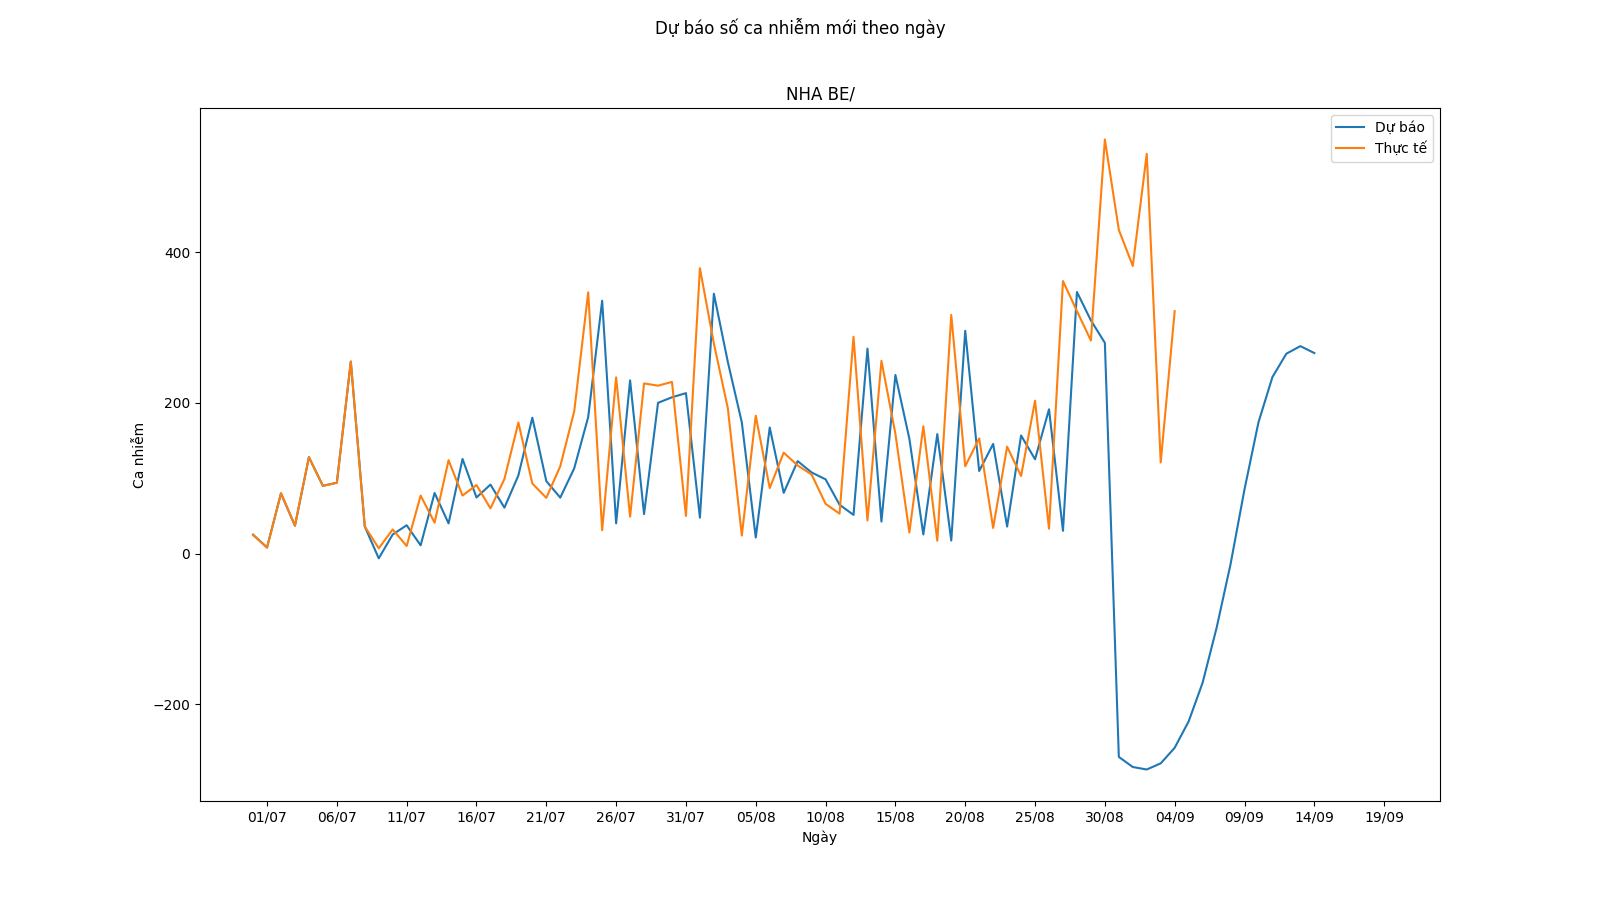 Dự báo số ca nhiễm mới theo ngày
NHA BE/
Dự báo
Thực tế
400
200
0
−200
Ca nhiễm
01/07 06/07 11/07 16/07 21/07 26/07 31/07 05/08 10/08 15/08 20/08 25/08 30/08 04/09 09/09 14/09 19/09
Ngày